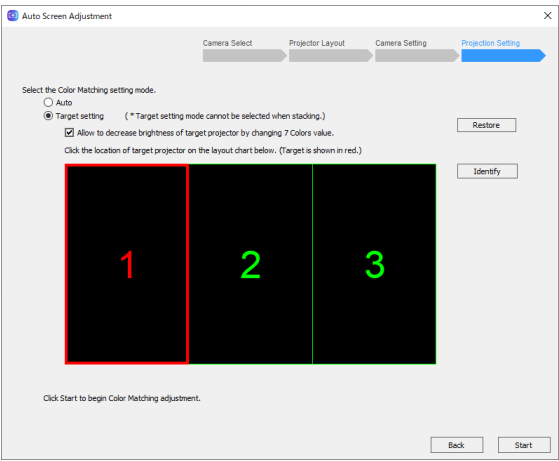 Auto Screen Adjustment
Camera Select
Projector Layout
Camera Setting
Projection Setting
Select the Color Matching setting mode.
Auto
Target setting ( * Target setting mode cannot be selected when stacking.)
Allow to decrease brightness of target projector by changing 7 Colors value.
Click the location of target projector on the layout chart below. (Target is shown in red.)
Restore
Identify
1
2
3
Click Start to begin Color Matching adjustment.
Back
Start